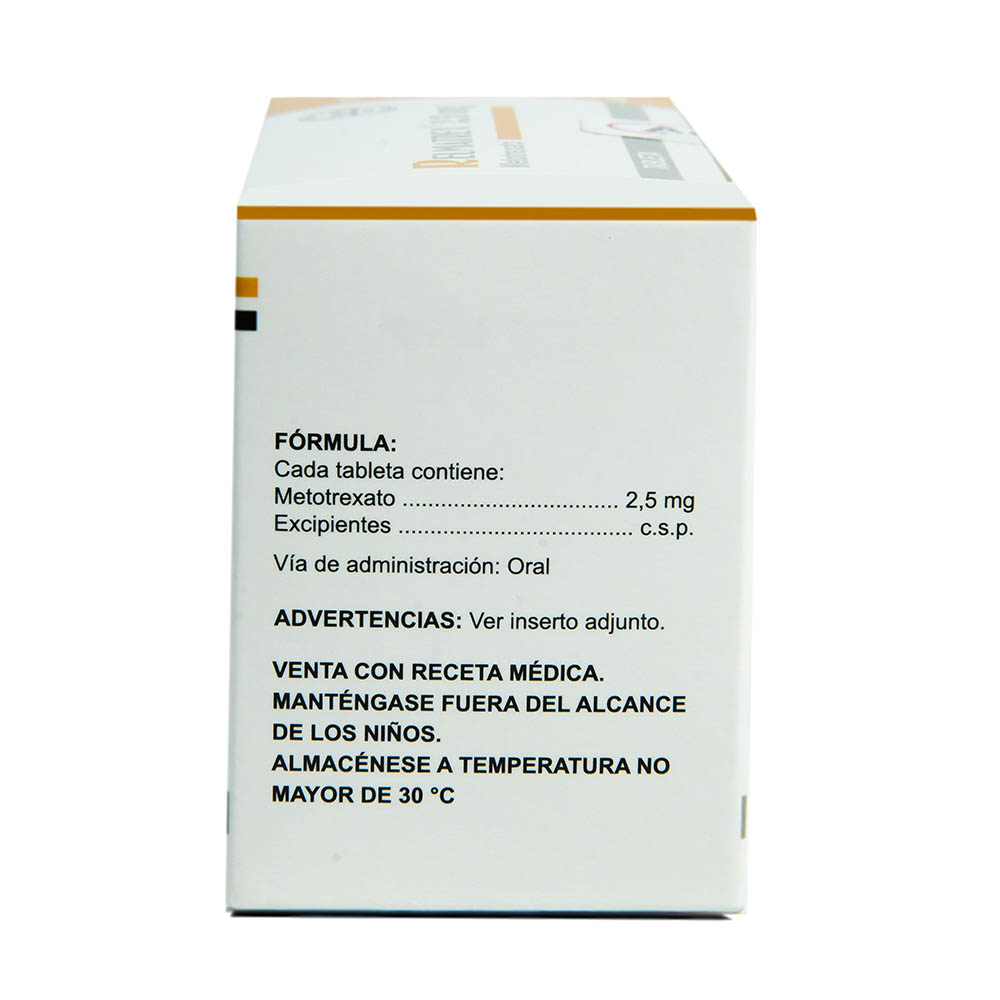 Metotrexato
FÓRMULA:
Cada tableta contiene:
Metotrexato ................................. 2,5 mg
Excipientes .................................... c.s.p.
Vía de administración: Oral
ADVERTENCIAS: Ver inserto adjunto.
VENTA CON RECETA MÉDICA.
MANTÉNGASE FUERA DEL ALCANCE
DE LOS NIÑOS.
ALMACÉNESE A TEMPERATURA NO
MAYOR DE 30 °C